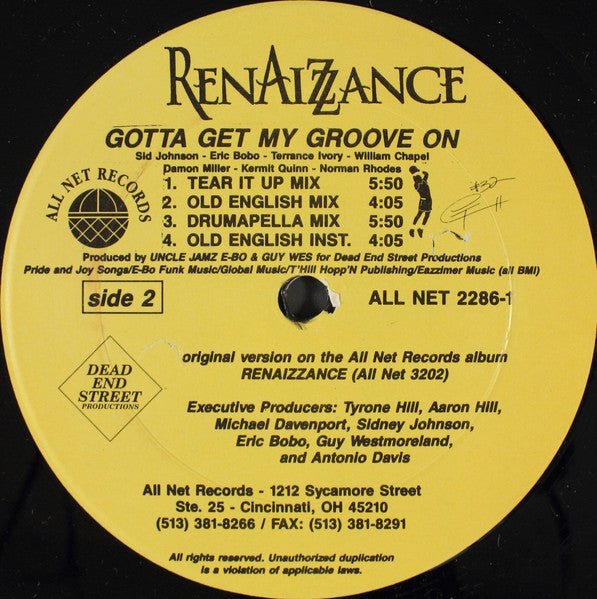 RENAIZZANCE
GOTTA GET MY GROOVE ON
Sid Johnson - Eric Bobo - Terrance Ivory - William Chapel
Damon Miller - Kermit Quinn - Norman Rhodes
ALL NET RECORDS
1. TEAR IT UP MIX 5:50
2. OLD ENGLISH MIX 4:05
3. DRUMAPELLA MIX 5:50
4. OLD ENGLISH INST. 4:05
#32
Produced by UNCLE JAMZ E-BO & GUY WES for Dead End Street Productions
Pride and Joy Songs/E-Bo Funk Music/Global Music/T'Hill Hopp'N Publishing/Eazzimer Music (all BMI)
side 2
ALL NET 2286-1
original version on the All Net Records album
RENAIZZANCE (All Net 3202)
DEAD
END
STREET
PRODUCTIONS
Executive Producers: Tyrone Hill, Aaron Hill,
Michael Davenport, Sidney Johnson,
Eric Bobo, Guy Westmoreland,
and Antonio Davis
All Net Records - 1212 Sycamore Street
Ste. 25 - Cincinnati, OH 45210
(513) 381-8266 / FAX: (513) 381-8291
All rights reserved. Unauthorized duplication
is a violation of applicable laws.